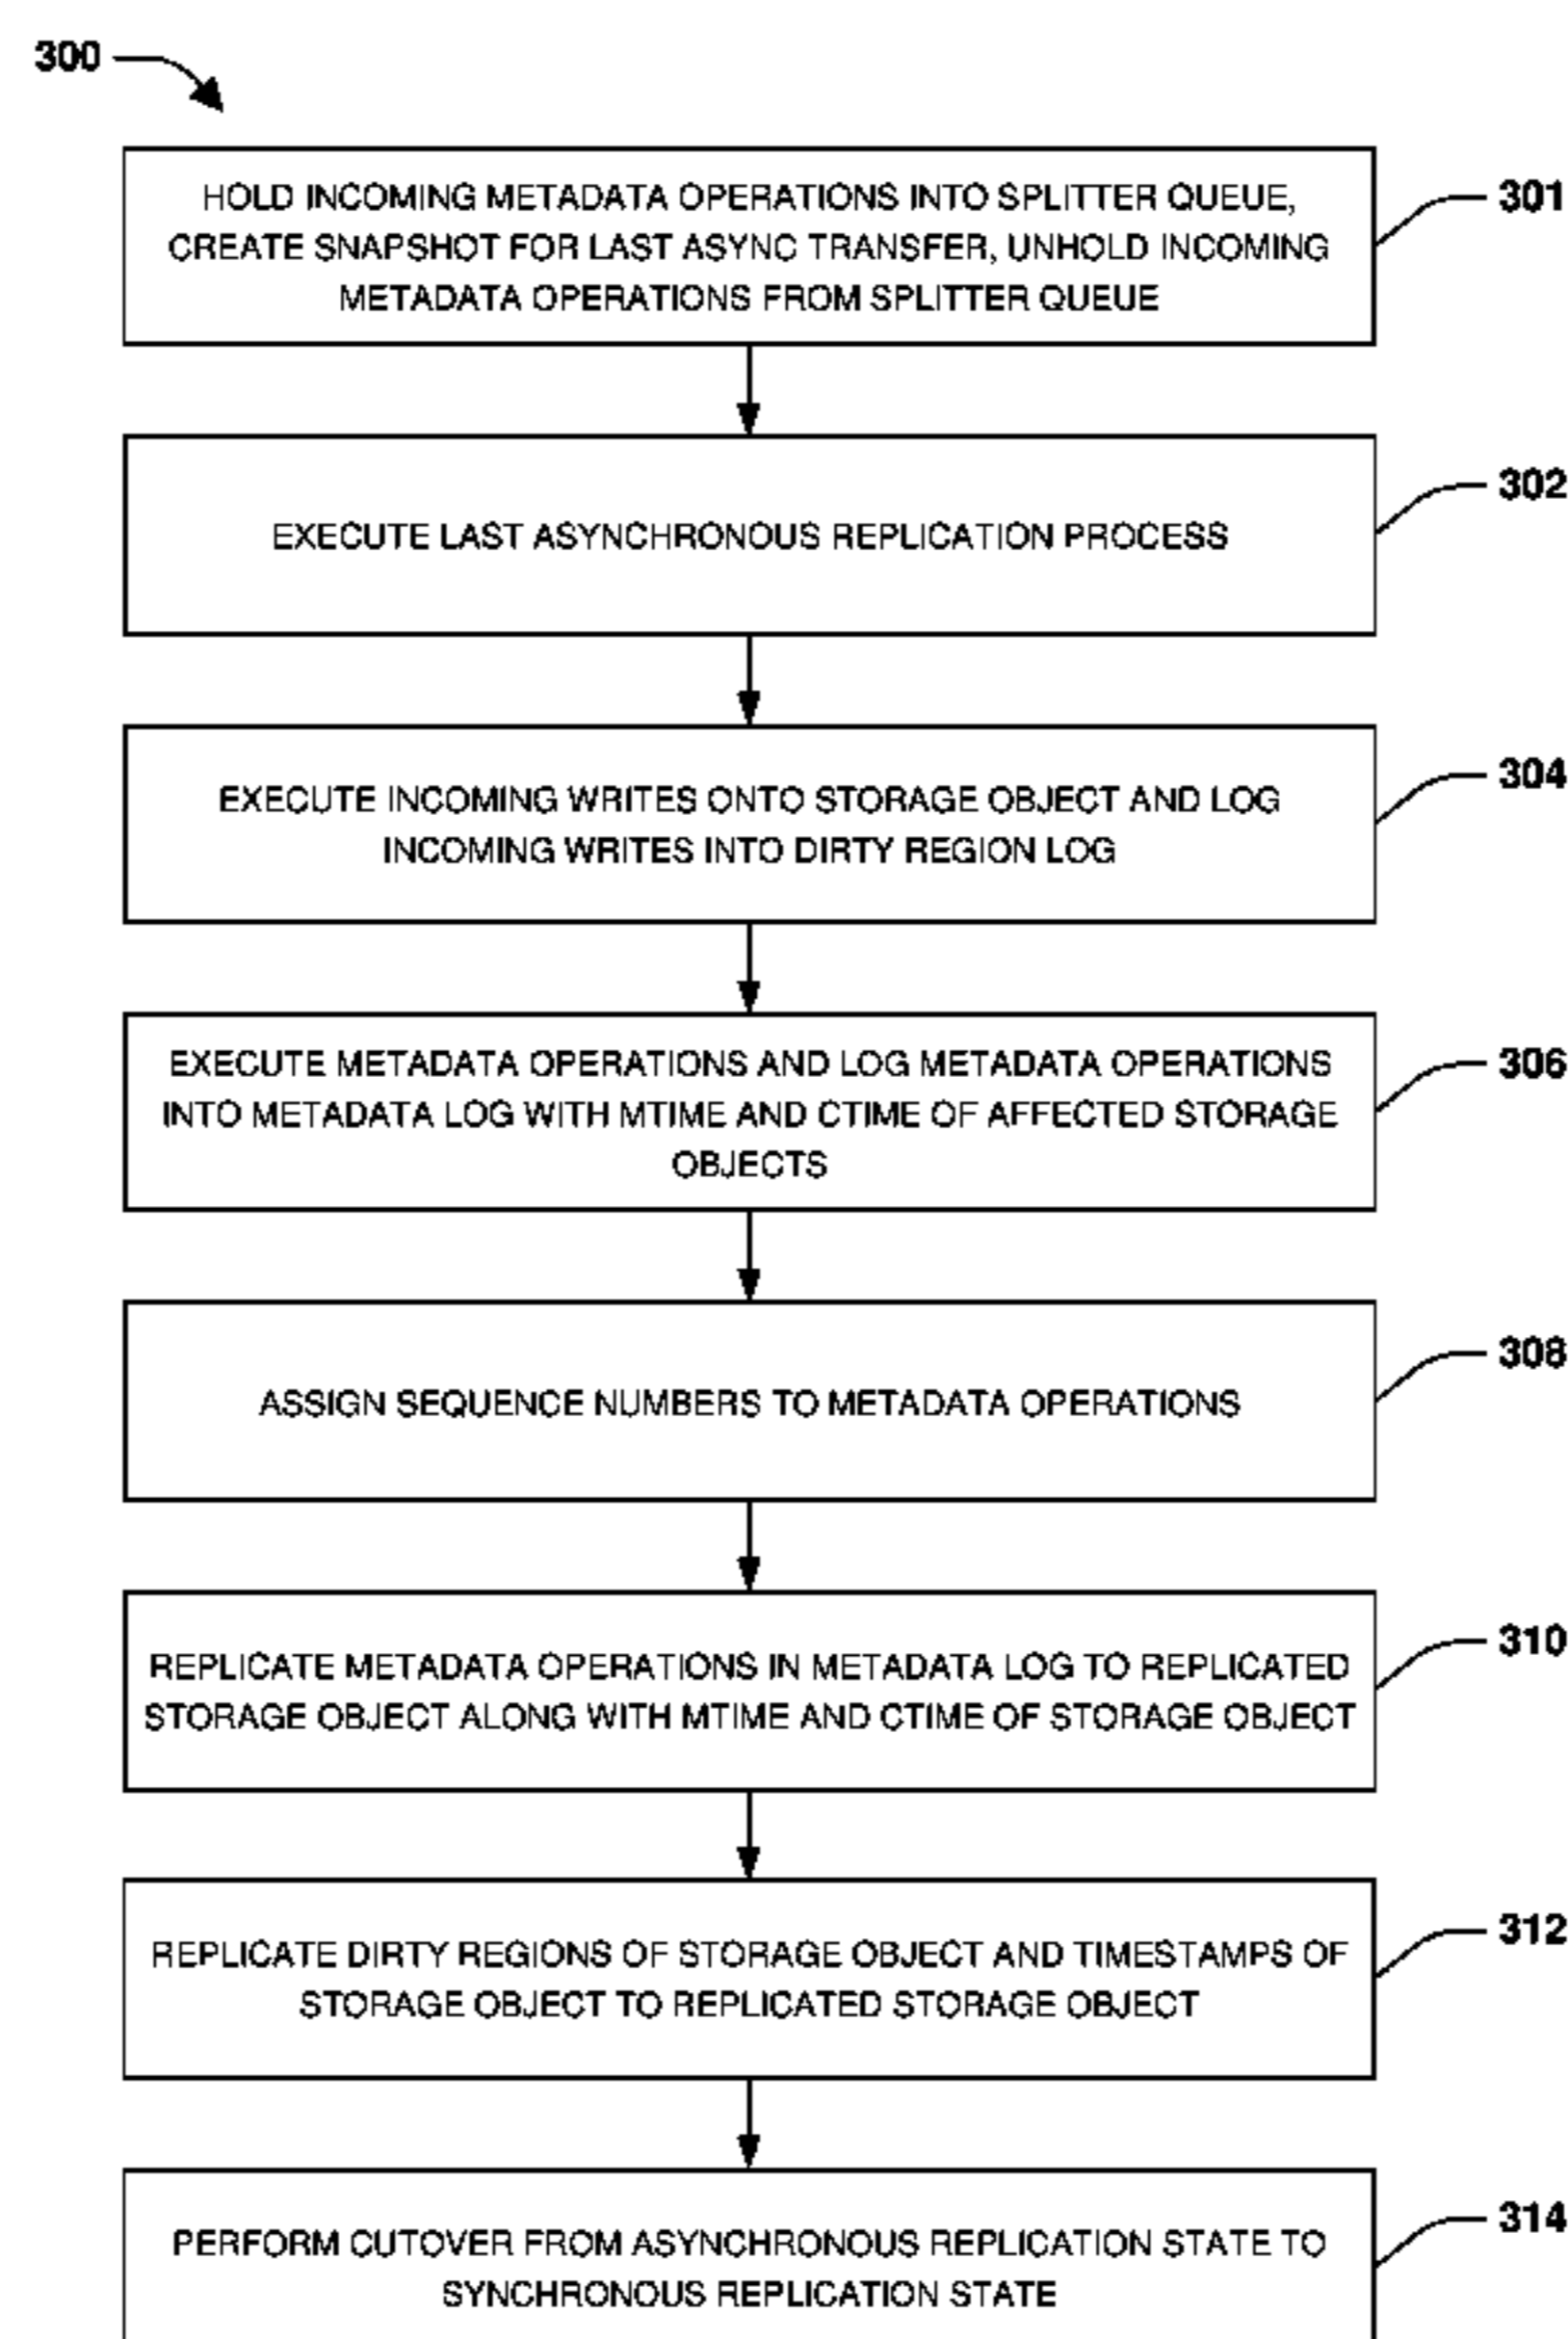 300
HOLD INCOMING METADATA OPERATIONS INTO SPLITTER QUEUE,
CREATE SNAPSHOT FOR LAST ASYNC TRANSFER, UNHOLD INCOMING
METADATA OPERATIONS FROM SPLITTER QUEUE
301
EXECUTE LAST ASYNCHRONOUS REPLICATION PROCESS
302
EXECUTE INCOMING WRITES ONTO STORAGE OBJECT AND LOG
INCOMING WRITES INTO DIRTY REGION LOG
304
EXECUTE METADATA OPERATIONS AND LOG METADATA OPERATIONS
INTO METADATA LOG WITH MTIME AND CTIME OF AFFECTED STORAGE
OBJECTS
306
ASSIGN SEQUENCE NUMBERS TO METADATA OPERATIONS
308
REPLICATE METADATA OPERATIONS IN METADATA LOG TO REPLICATED
STORAGE OBJECT ALONG WITH MTIME AND CTIME OF STORAGE OBJECT
310
REPLICATE DIRTY REGIONS OF STORAGE OBJECT AND TIMESTAMPS OF
STORAGE OBJECT TO REPLICATED STORAGE OBJECT
312
PERFORM CUTOVER FROM ASYNCHRONOUS REPLICATION STATE TO
SYNCHRONOUS REPLICATION STATE
314